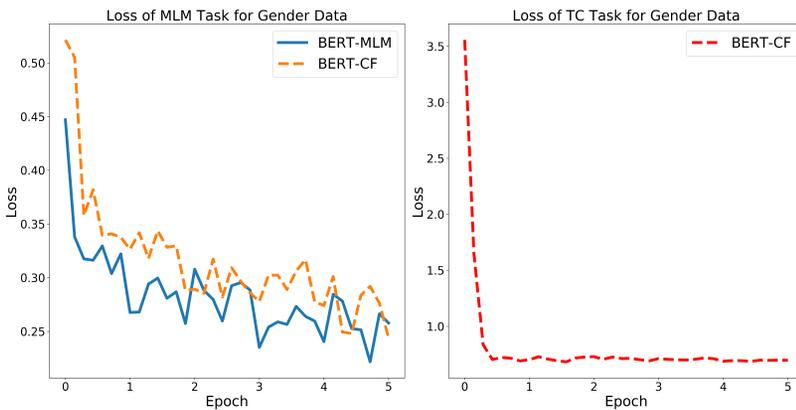 Loss of MLM Task for Gender Data
BERT-MLM
BERT-CF
0.50
0.45
0.40
0.35
0.30
0.25
Loss
0 1 2 3 4 5
Epoch
Loss of TC Task for Gender Data
BERT-CF
3.5
3.0
2.5
2.0
1.5
1.0
Loss
0 1 2 3 4 5
Epoch